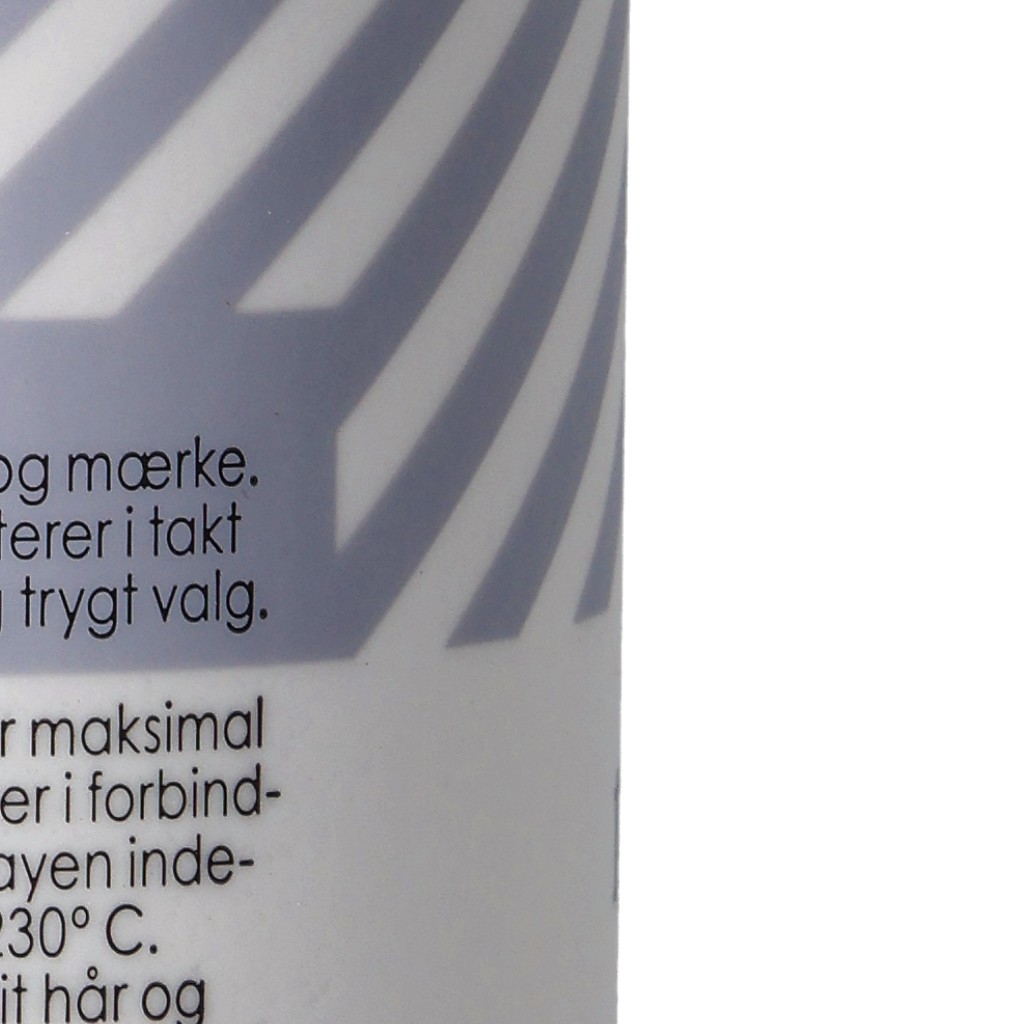 og mærke.
terer i takt
trygt valg.
r maksimal
er i forbind-
ayen inde-
230° C.
it hår og